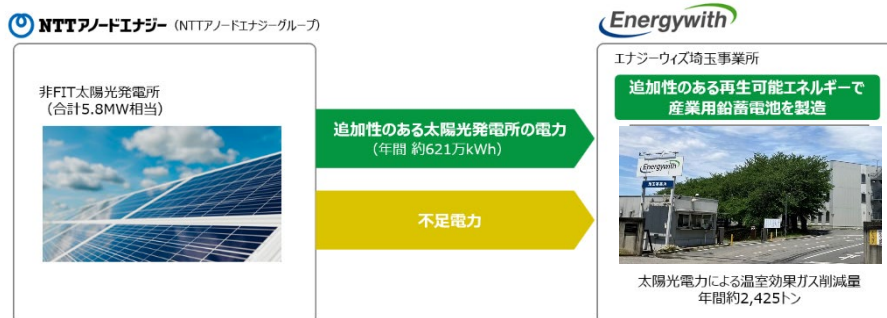 NTTアノードエナジー（NTTアノードエナジーグループ）
Energywith
エナジーウィズ埼玉事業所
非FIT太陽光発電所
（合計5.8MW相当）
追加性のある太陽光発電所の電力
（年間 約621万kWh）
不足電力
追加性のある再生可能エネルギーで
産業用鉛蓄電池を製造
Energywith
太陽光電力による温室効果ガス削減量
年間約2,425トン